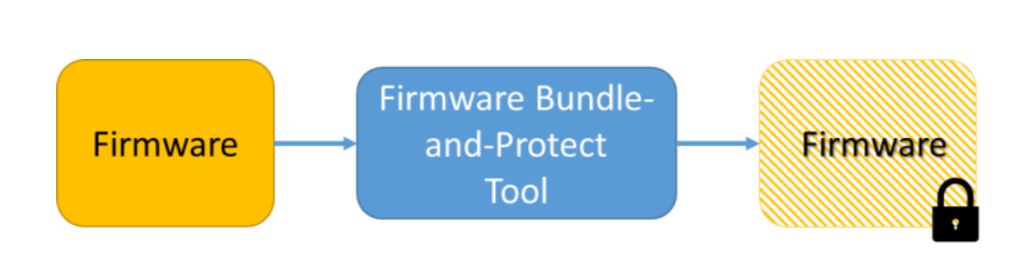 Firmware
Firmware Bundle-
and-Protect
Tool
Firmware